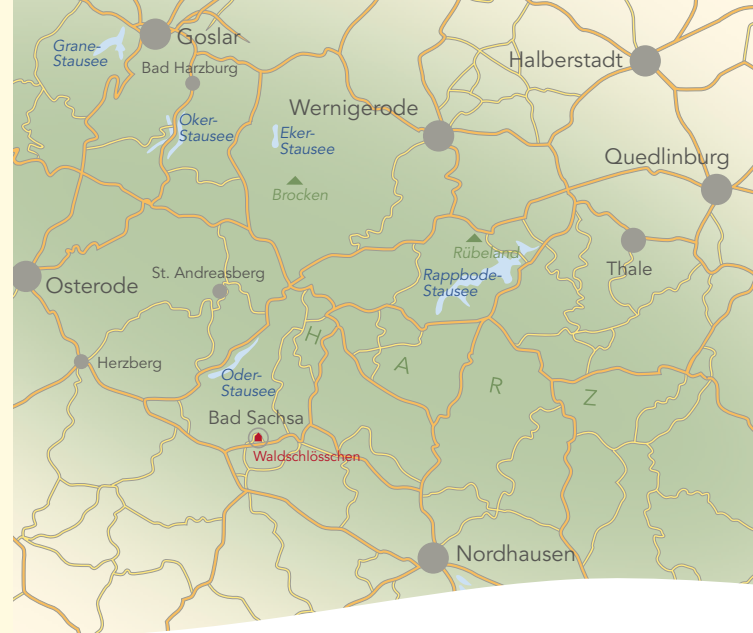 Goslar
Grane-
Stausee
Bad Harzburg
Halberstadt
Wernigerode
Oker-
Stausee
Eker-
Stausee
Quedlinburg
Brocken
Rübeland
Thale
St. Andreasberg
Rappbode-
Stausee
Osterode
H
A
R
Z
Herzberg
Oder-
Stausee
Bad Sachsa
Waldschlösschen
Nordhausen